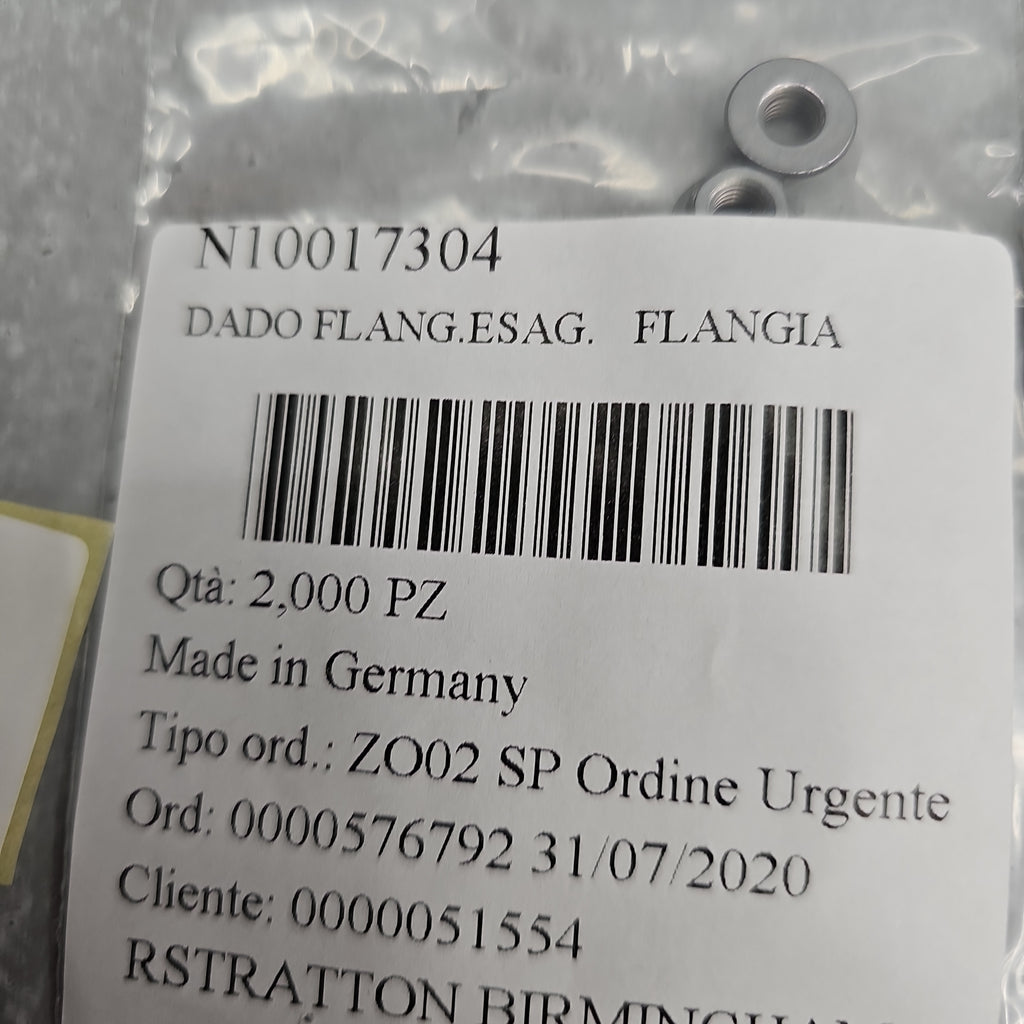 N10017304
DADO FLANG.ESAG. FLANGIA
Qtà: 2,000 PZ
Made in Germany
Tipo ord.: ZO02 SP Ordine Urgente
Ord: 0000576792 31/07/2020
Cliente: 0000051554
RSTRATTON BIRMINGHAM